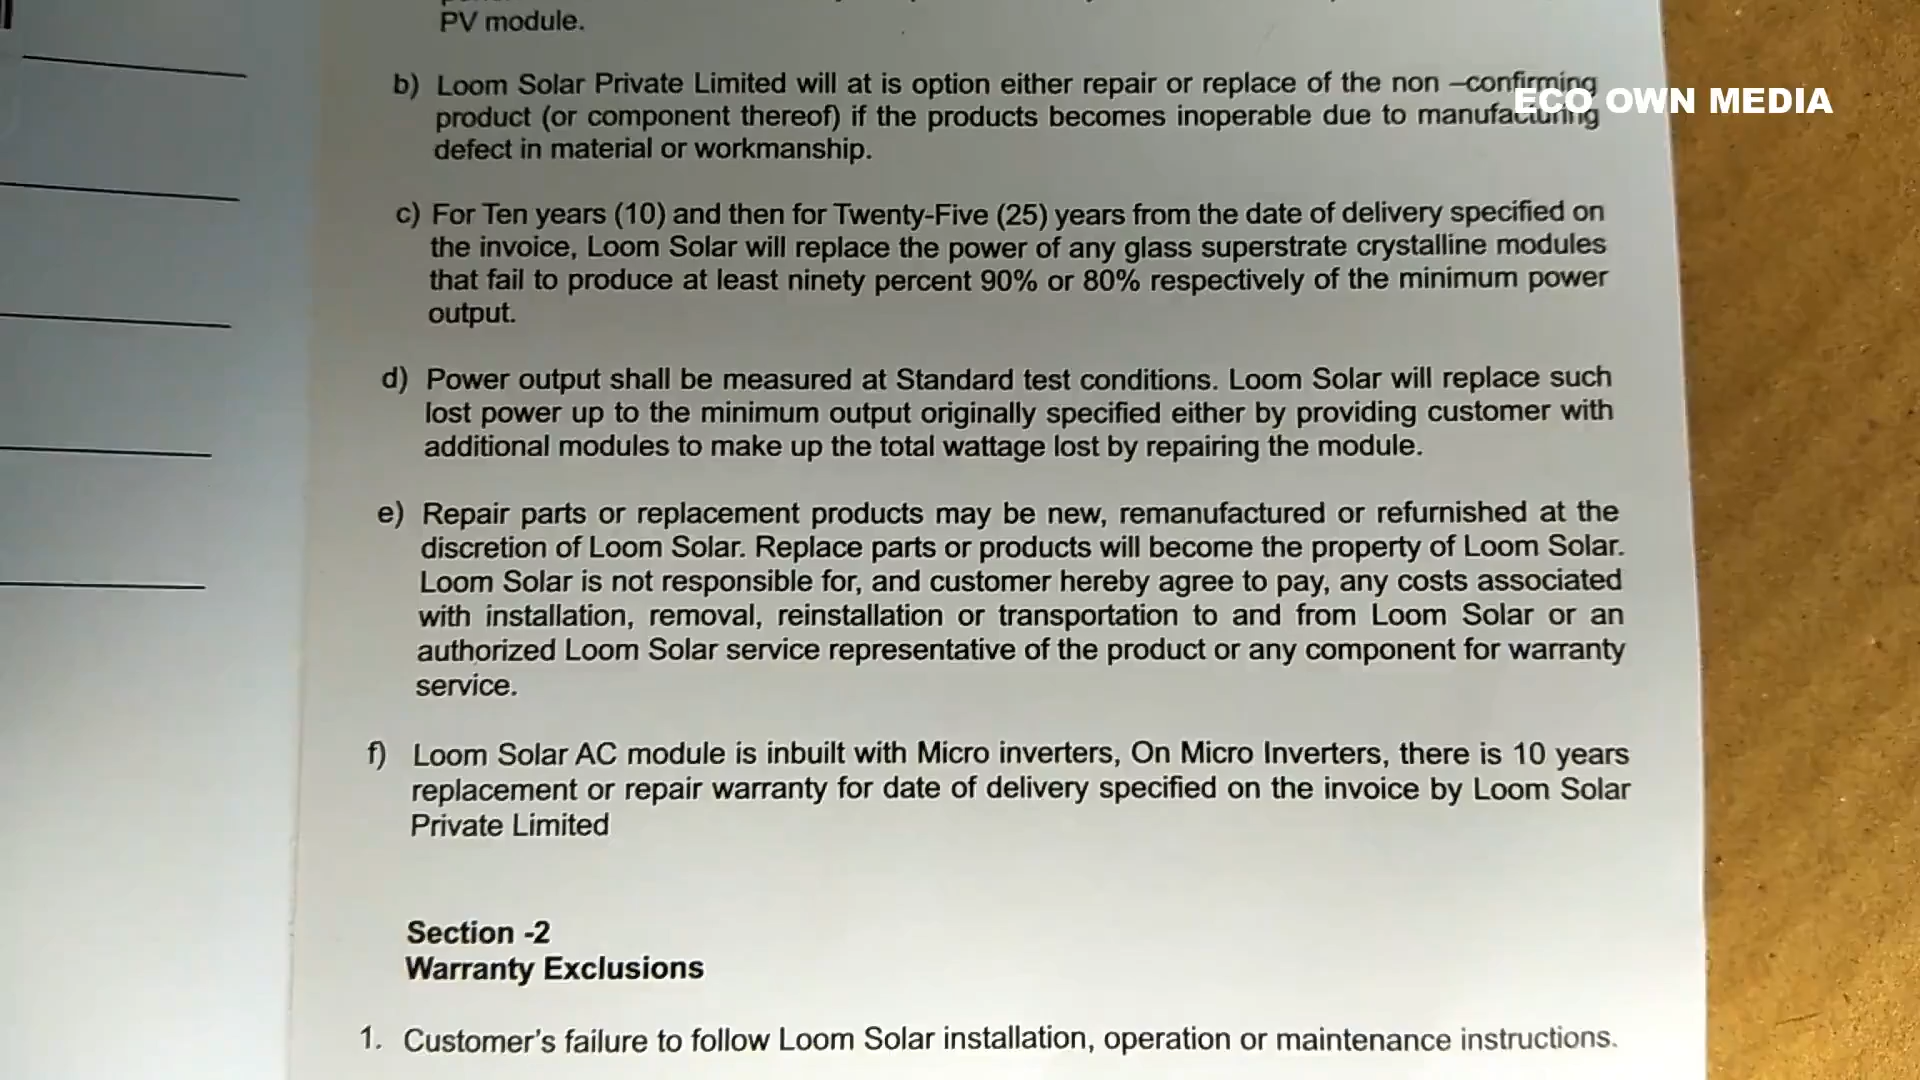 PV module.
b) Loom Solar Private Limited will at is option either repair or replace of the non –confirming
ECO OWN MEDIA
product (or component thereof) if the products becomes inoperable due to manufacturing
defect in material or workmanship.
c) For Ten years (10) and then for Twenty-Five (25) years from the date of delivery specified on
the invoice, Loom Solar will replace the power of any glass superstrate crystalline modules
that fail to produce at least ninety percent 90% or 80% respectively of the minimum power
output.
d) Power output shall be measured at Standard test conditions. Loom Solar will replace such
lost power up to the minimum output originally specified either by providing customer with
additional modules to make up the total wattage lost by repairing the module.
e) Repair parts or replacement products may be new, remanufactured or refurnished at the
discretion of Loom Solar. Replace parts or products will become the property of Loom Solar.
Loom Solar is not responsible for, and customer hereby agree to pay, any costs associated
with installation, removal, reinstallation or transportation to and from Loom Solar or an
authorized Loom Solar service representative of the product or any component for warranty
service.
f) Loom Solar AC module is inbuilt with Micro inverters, On Micro Inverters, there is 10 years
replacement or repair warranty for date of delivery specified on the invoice by Loom Solar
Private Limited
Section -2
Warranty Exclusions
1. Customer's failure to follow Loom Solar installation, operation or maintenance instructions.